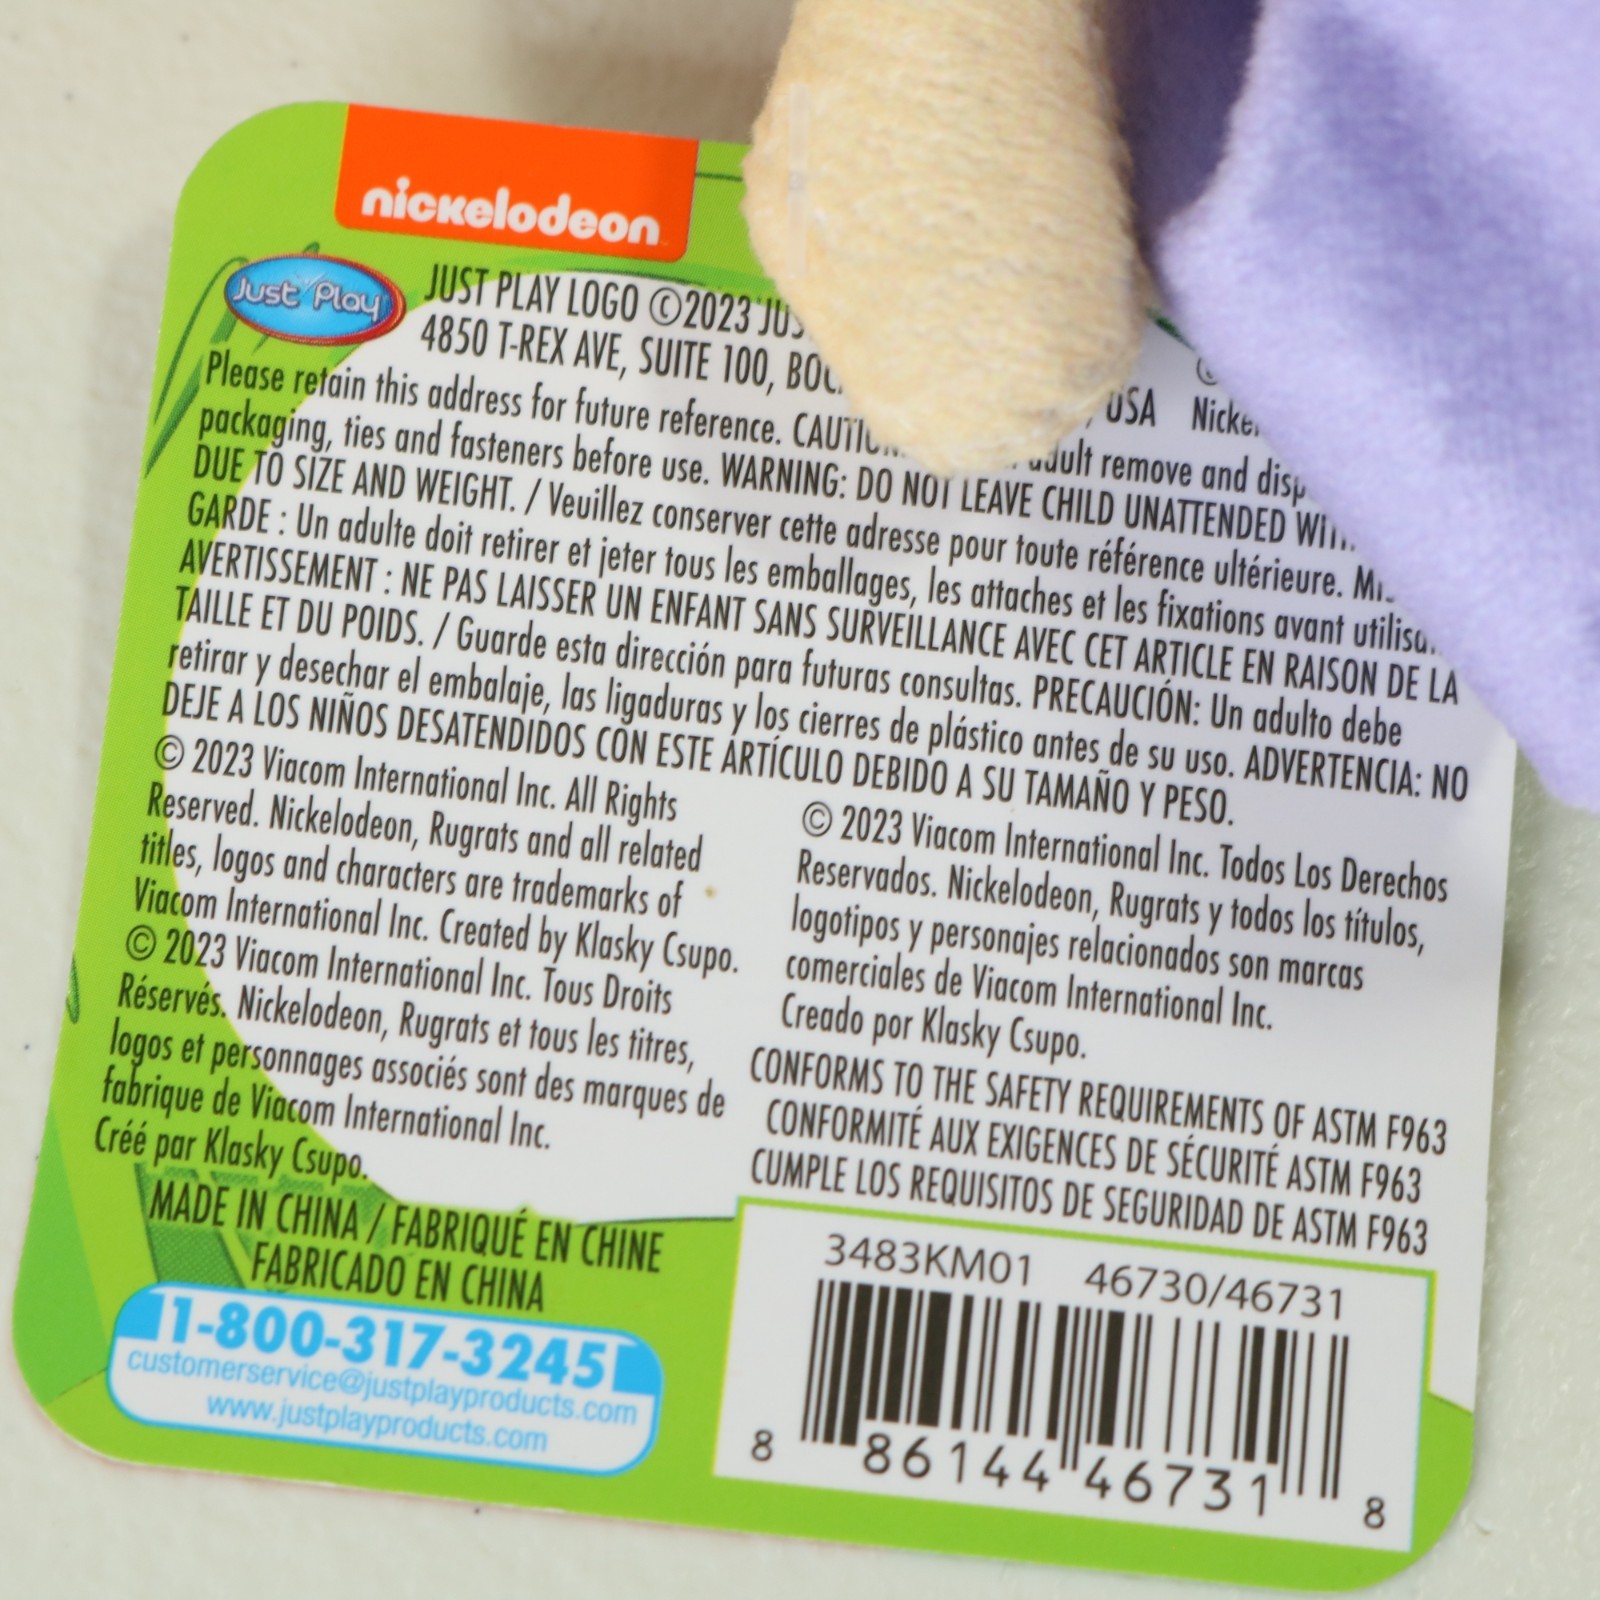 nickelodeon
Just Play
JUST PLAY LOGO ©2023
4850 T-REX AVE, SUITE 100, USA
Please retain this address for future reference. adult remove and
packaging, ties and fasteners before use. WARNING: DO NOT LEAVE CHILD UNATTENDED
DUE TO SIZE AND WEIGHT. / Veuillez conserver cette adresse pour toute référence ultérieure.
GARDE : Un adulte doit retirer et jeter tous les emballages, les attaches et les fixations avant
AVERTISSEMENT : NE PAS LAISSER UN ENFANT SANS SURVEILLANCE AVEC CET ARTICLE EN RAISON DE LA
TAILLE ET DU POIDS. / Guarde esta dirección para futuras consultas. PRECAUCIÓN: Un adulto debe
retirar y desechar el embalaje, las ligaduras y los cierres de plástico antes de su uso. ADVERTENCIA: NO
DEJE A LOS NIÑOS DESATENDIDOS CON ESTE ARTÍCULO DEBIDO A SU TAMAÑO Y PESO.
© 2023 Viacom International Inc. All Rights
Reserved. Nickelodeon, Rugrats and all related
titles, logos and characters are trademarks of
Viacom International Inc. Created by Klasky Csupo.
© 2023 Viacom International Inc. Tous Droits
Réservés. Nickelodeon, Rugrats et tous les titres,
logos et personnages associés sont des marques de
fabrique de Viacom International Inc.
Créé par Klasky Csupo.
MADE IN CHINA / FABRIQUÉ EN CHINE
FABRICADO EN CHINA
1-800-317-3245
customerservice@justplayproducts.com
www.justplayproducts.com
© 2023 Viacom International Inc. Todos Los Derechos
Reservados. Nickelodeon, Rugrats y todos los títulos,
logotipos y personajes relacionados son marcas
comerciales de Viacom International Inc.
Creado por Klasky Csupo.
CONFORMS TO THE SAFETY REQUIREMENTS OF ASTM F963
CONFORMITÉ AUX EXIGENCES DE SÉCURITÉ ASTM F963
CUMPLE LOS REQUISITOS DE SEGURIDAD DE ASTM F963
3483KM01 46730/46731
8 86144 46731 8